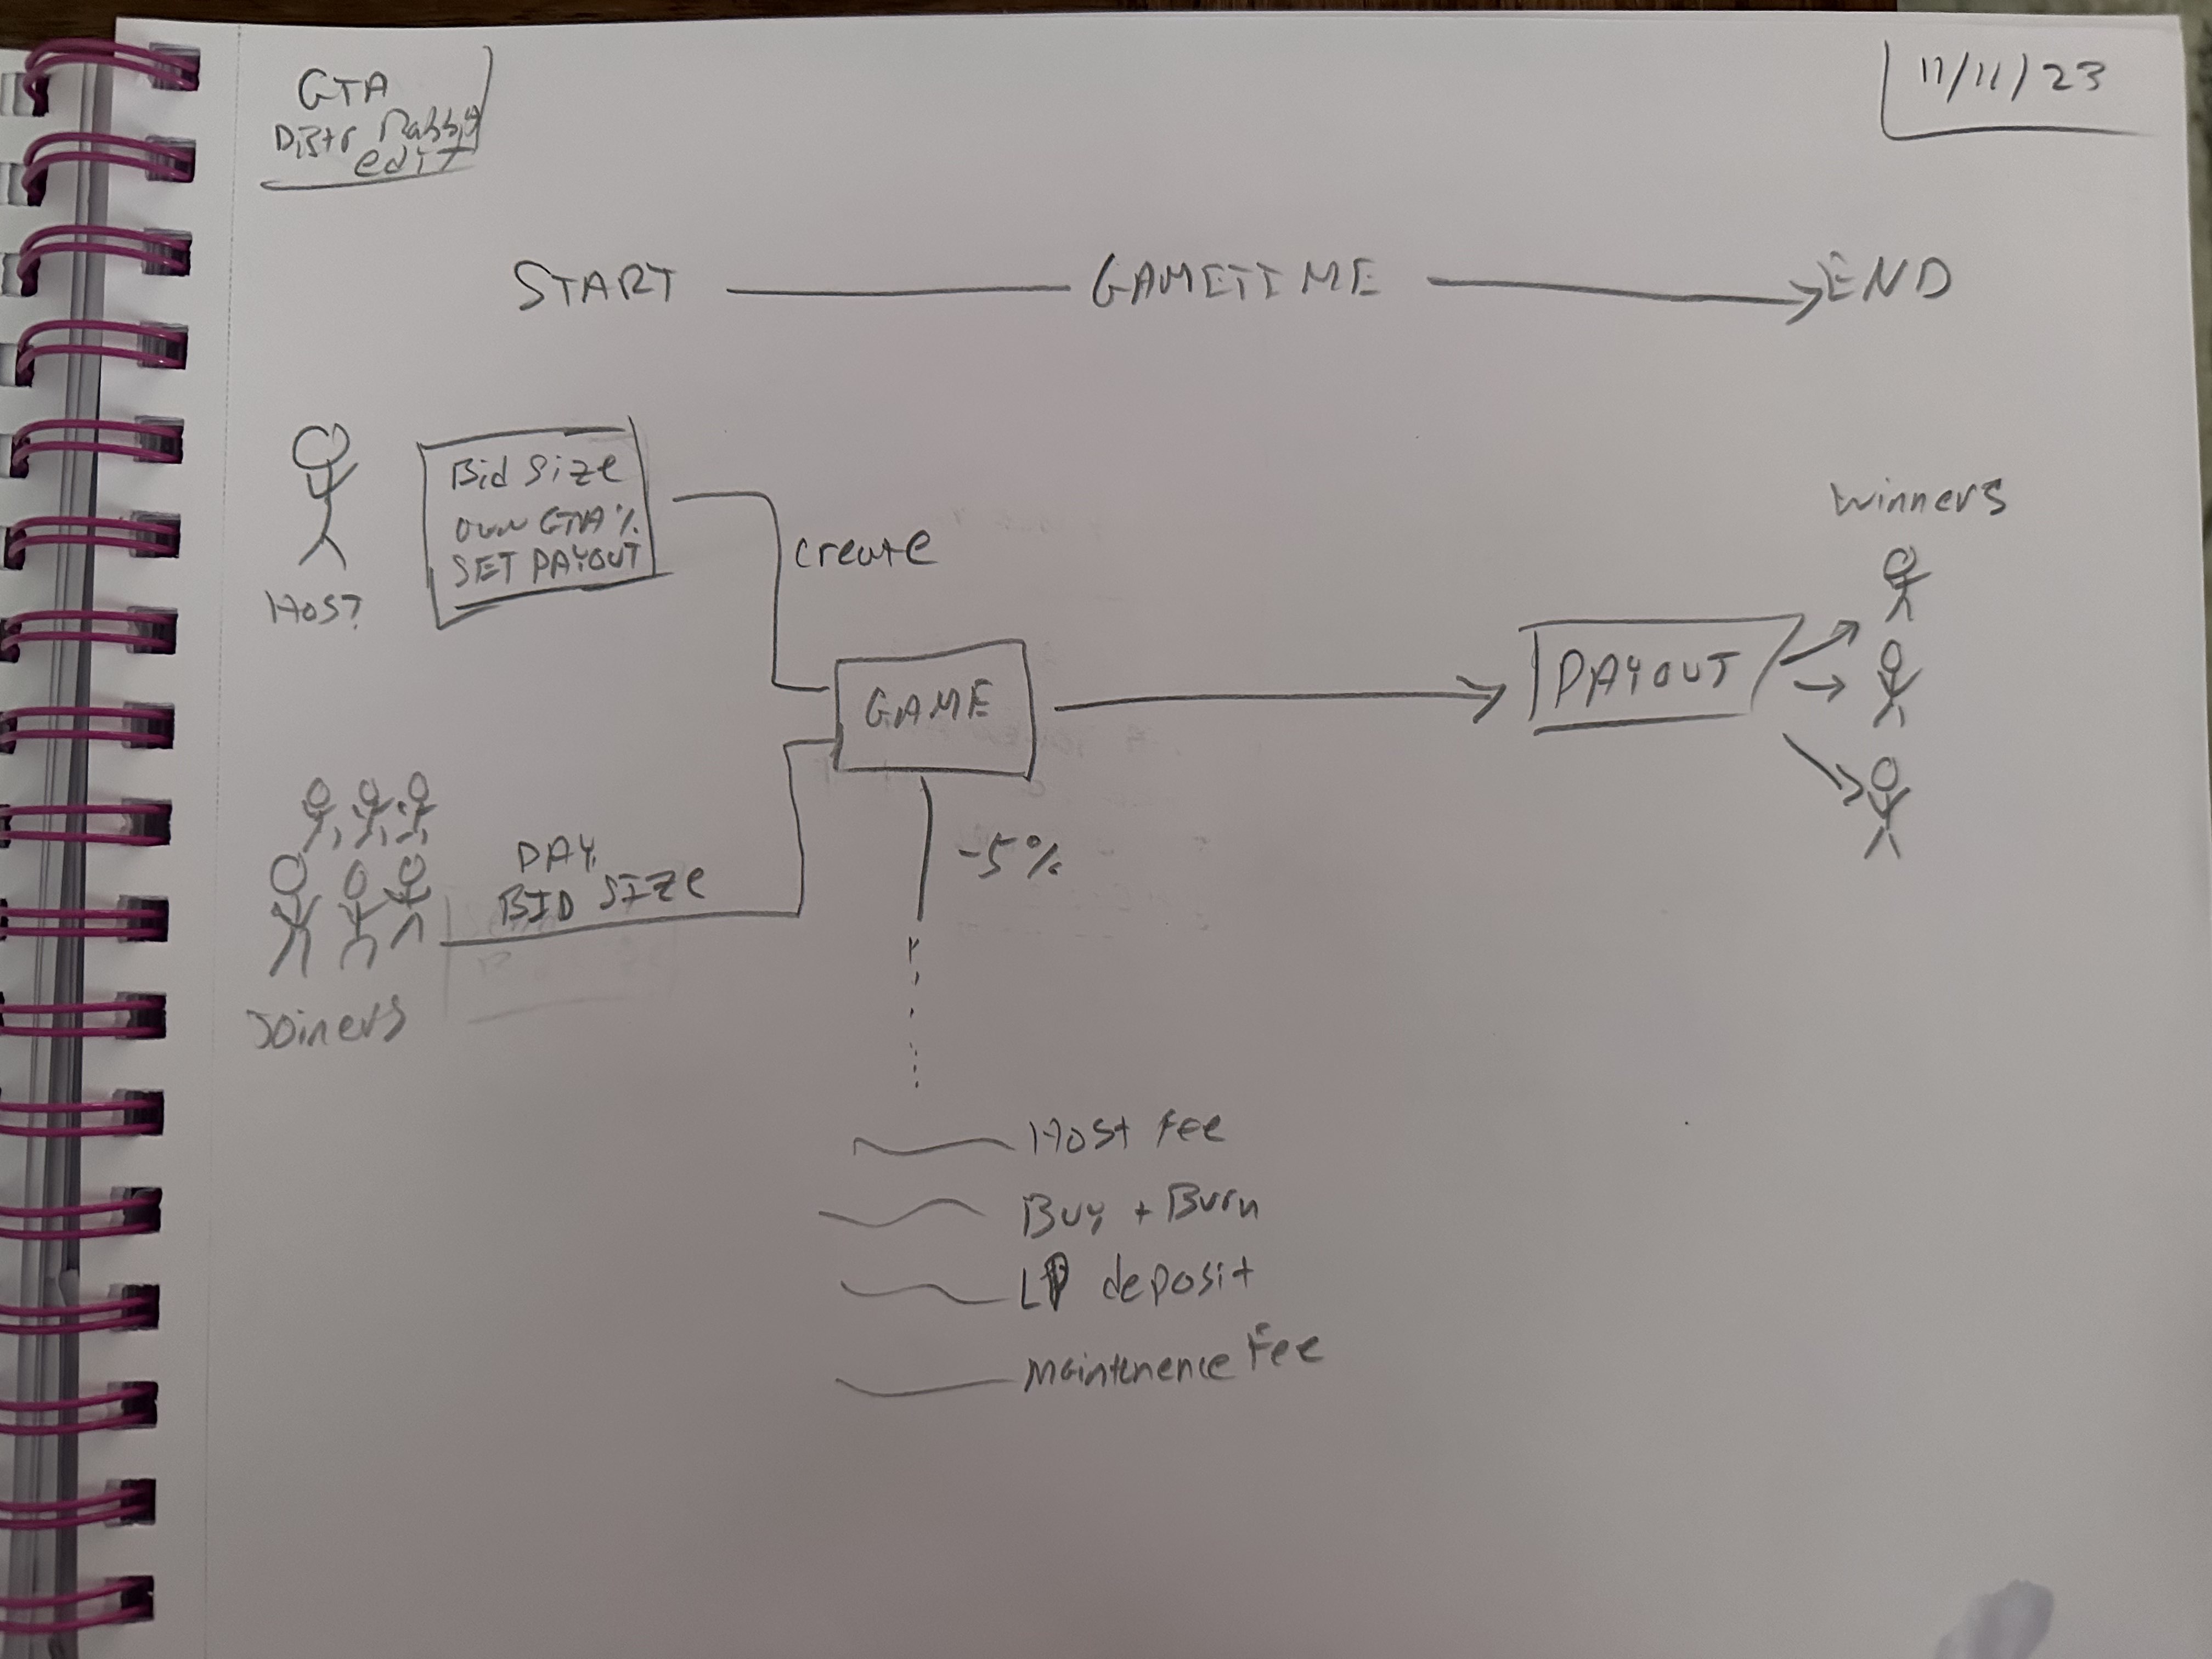 GTA
Distr Rabbit
edit
11/11/23
START
GAMETIME
END
Bid Size
own GTA %
SET PAYOUT
HOST
create
winners
GAME
PAYOUT
PAY
BID SIZE
-5%
Joiners
Host fee
Buy + Burn
LP deposit
Maintenence Fee